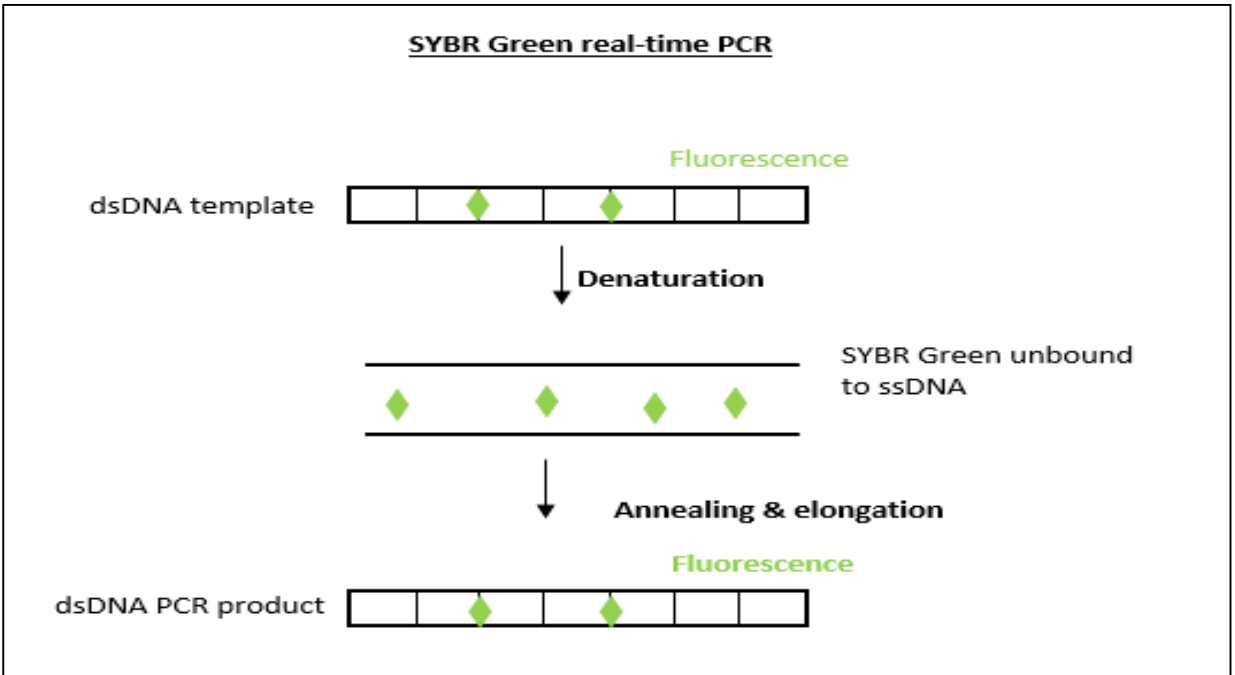 SYBR Green real-time PCR
Fluorescence
dsDNA template
Denaturation
SYBR Green unbound
to ssDNA
Annealing & elongation
Fluorescence
dsDNA PCR product